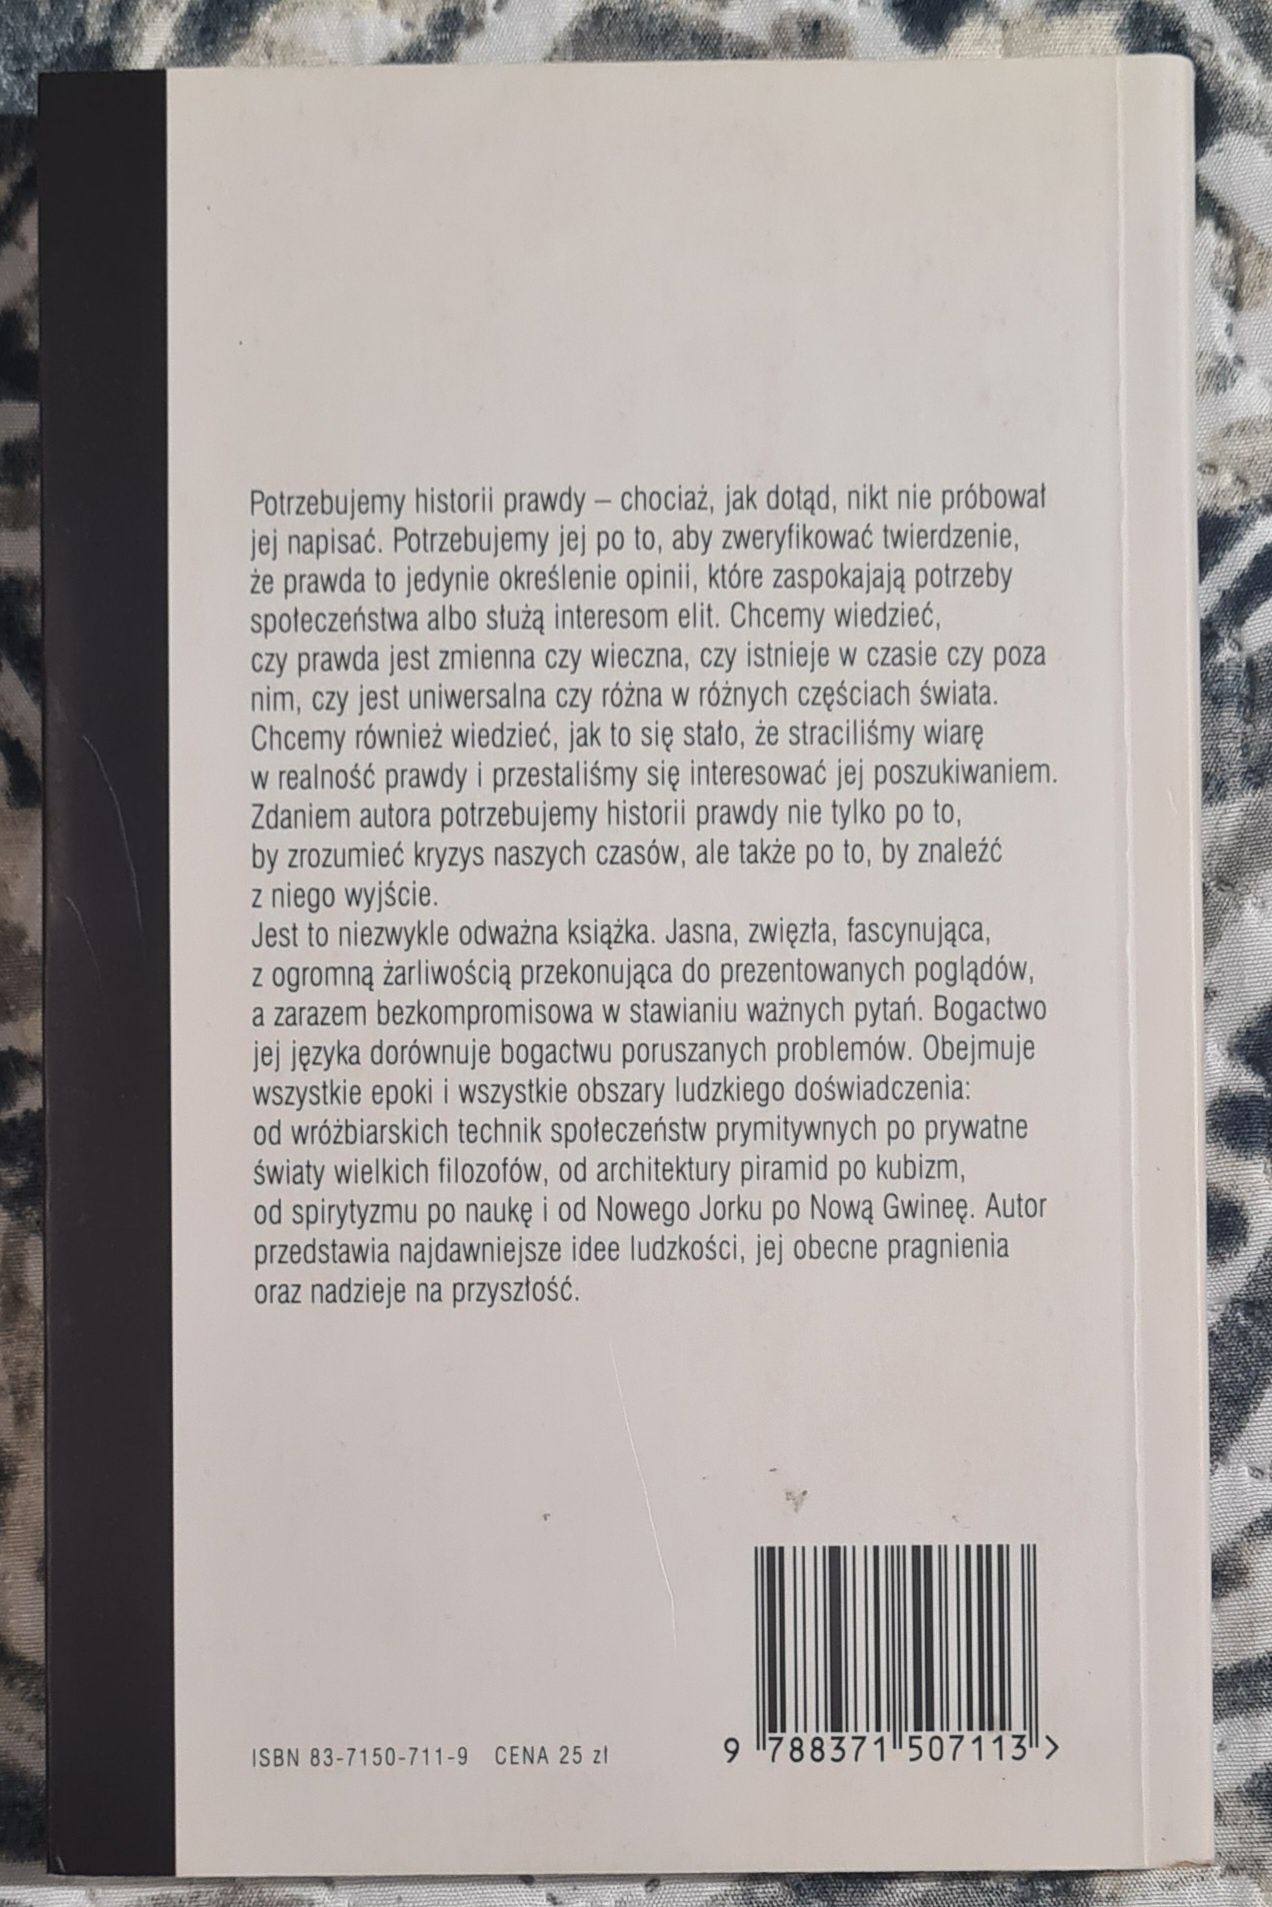 Potrzebujemy historii prawdy – chociaż, jak dotąd, nikt nie próbował
jej napisać. Potrzebujemy jej po to, aby zweryfikować twierdzenie,
że prawda to jedynie określenie opinii, które zaspokajają potrzeby
społeczeństwa albo służą interesom elit. Chcemy wiedzieć,
czy prawda jest zmienna czy wieczna, czy istnieje w czasie czy poza
nim, czy jest uniwersalna czy różna w różnych częściach świata.
Chcemy również wiedzieć, jak to się stało, że straciliśmy wiarę
w realność prawdy i przestaliśmy się interesować jej poszukiwaniem.
Zdaniem autora potrzebujemy historii prawdy nie tylko po to,
by zrozumieć kryzys naszych czasów, ale także po to, by znaleźć
z niego wyjście.
Jest to niezwykle odważna książka. Jasna, zwięzła, fascynująca,
z ogromną żarliwością przekonująca do prezentowanych poglądów,
a zarazem bezkompromisowa w stawianiu ważnych pytań. Bogactwo
jej języka dorównuje bogactwu poruszanych problemów. Obejmuje
wszystkie epoki i wszystkie obszary ludzkiego doświadczenia:
od wróżbiarskich technik społeczeństw prymitywnych po prywatne
światy wielkich filozofów, od architektury piramid po kubizm,
od spirytyzmu po naukę i od Nowego Jorku po Nową Gwineę. Autor
przedstawia najdawniejsze idee ludzkości, jej obecne pragnienia
oraz nadzieje na przyszłość.
ISBN 83-7150-711-9 CENA 25 zł
9 788371 507113 >